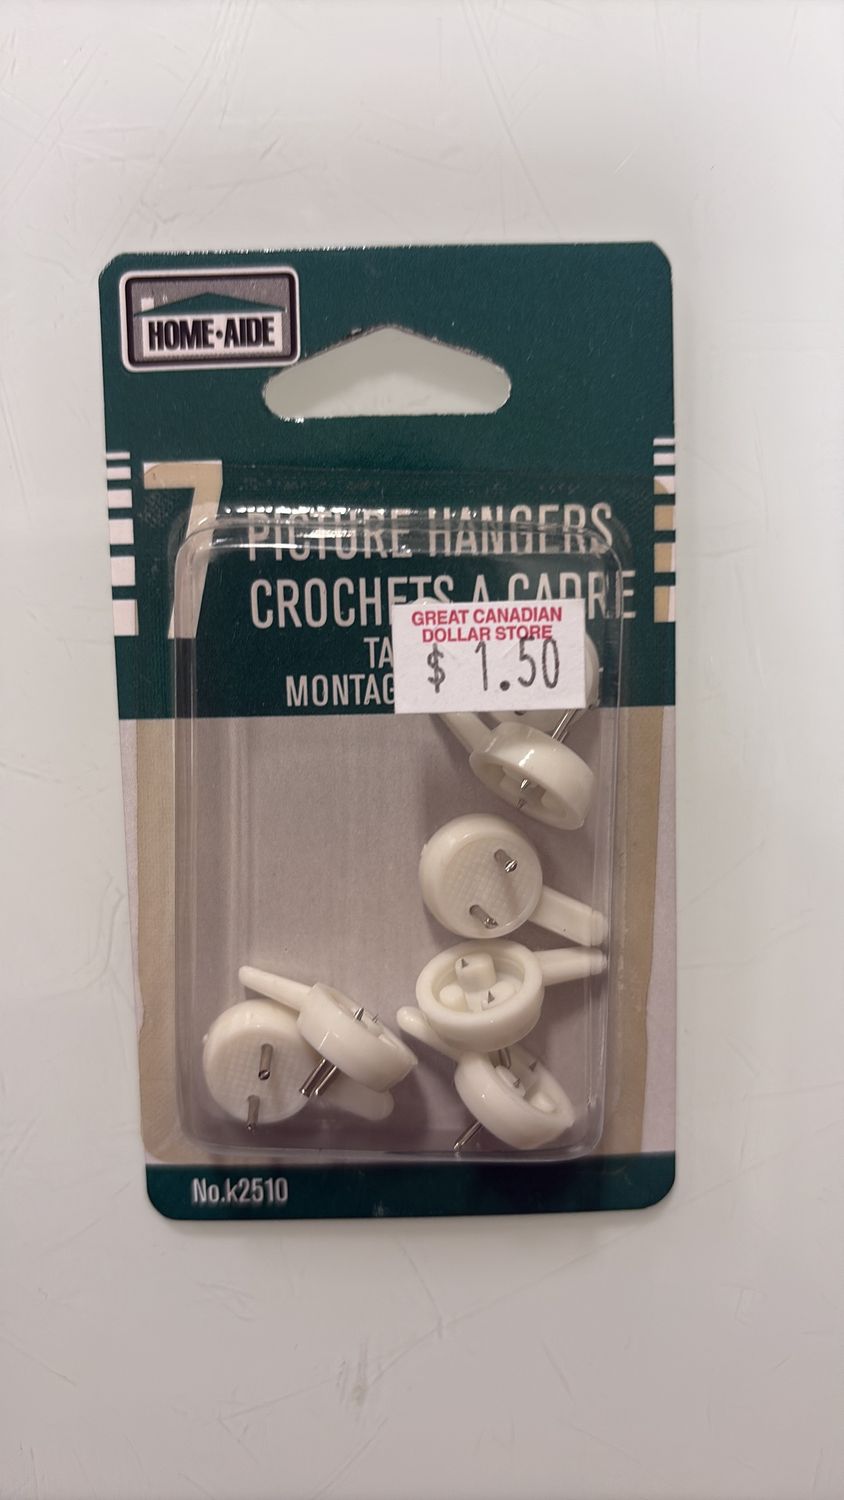 HOME•AIDE
7
PICTURE HANGERS
CROCHETS A CADRE
GREAT CANADIAN
DOLLAR STORE
$ 1.50
No.k2510